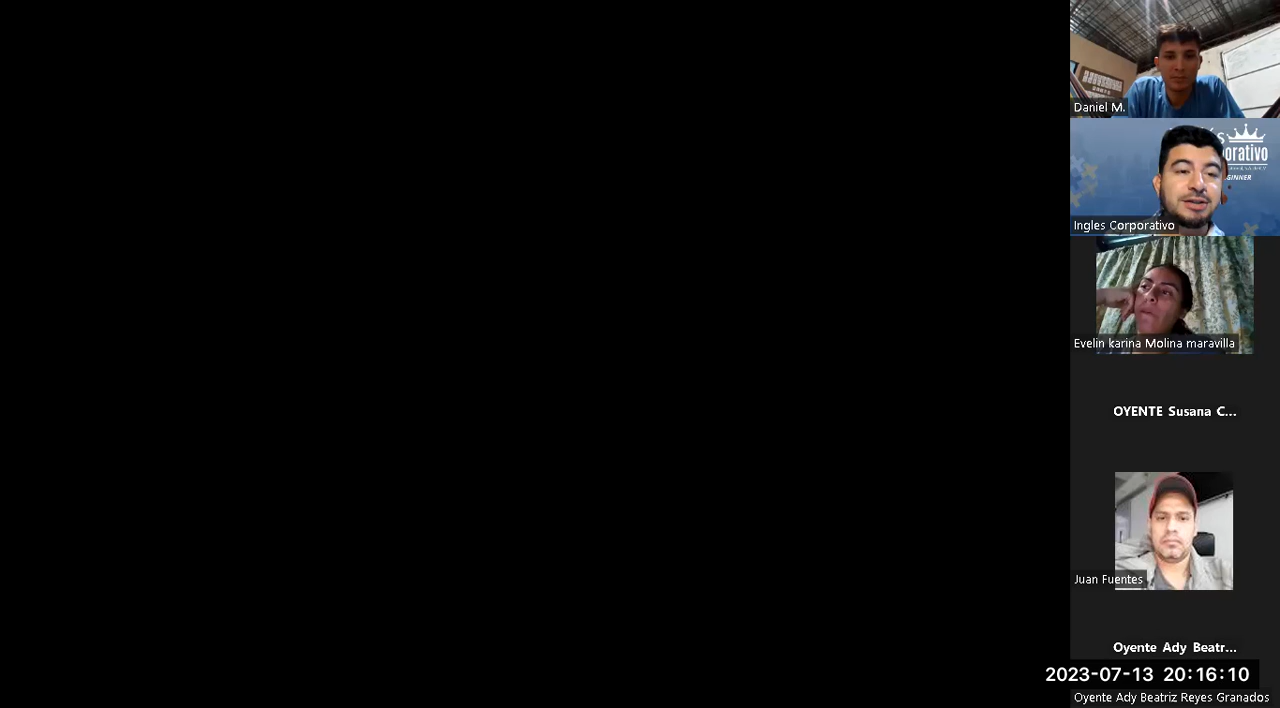 Daniel M.
orativo
GINNER
Ingles Corporativo
Evelin karina Molina maravilla
OYENTE Susana C...
Juan Fuentes
Oyente Ady Beatr...
2023-07-13 20:16:10
Oyente Ady Beatriz Reyes Granados